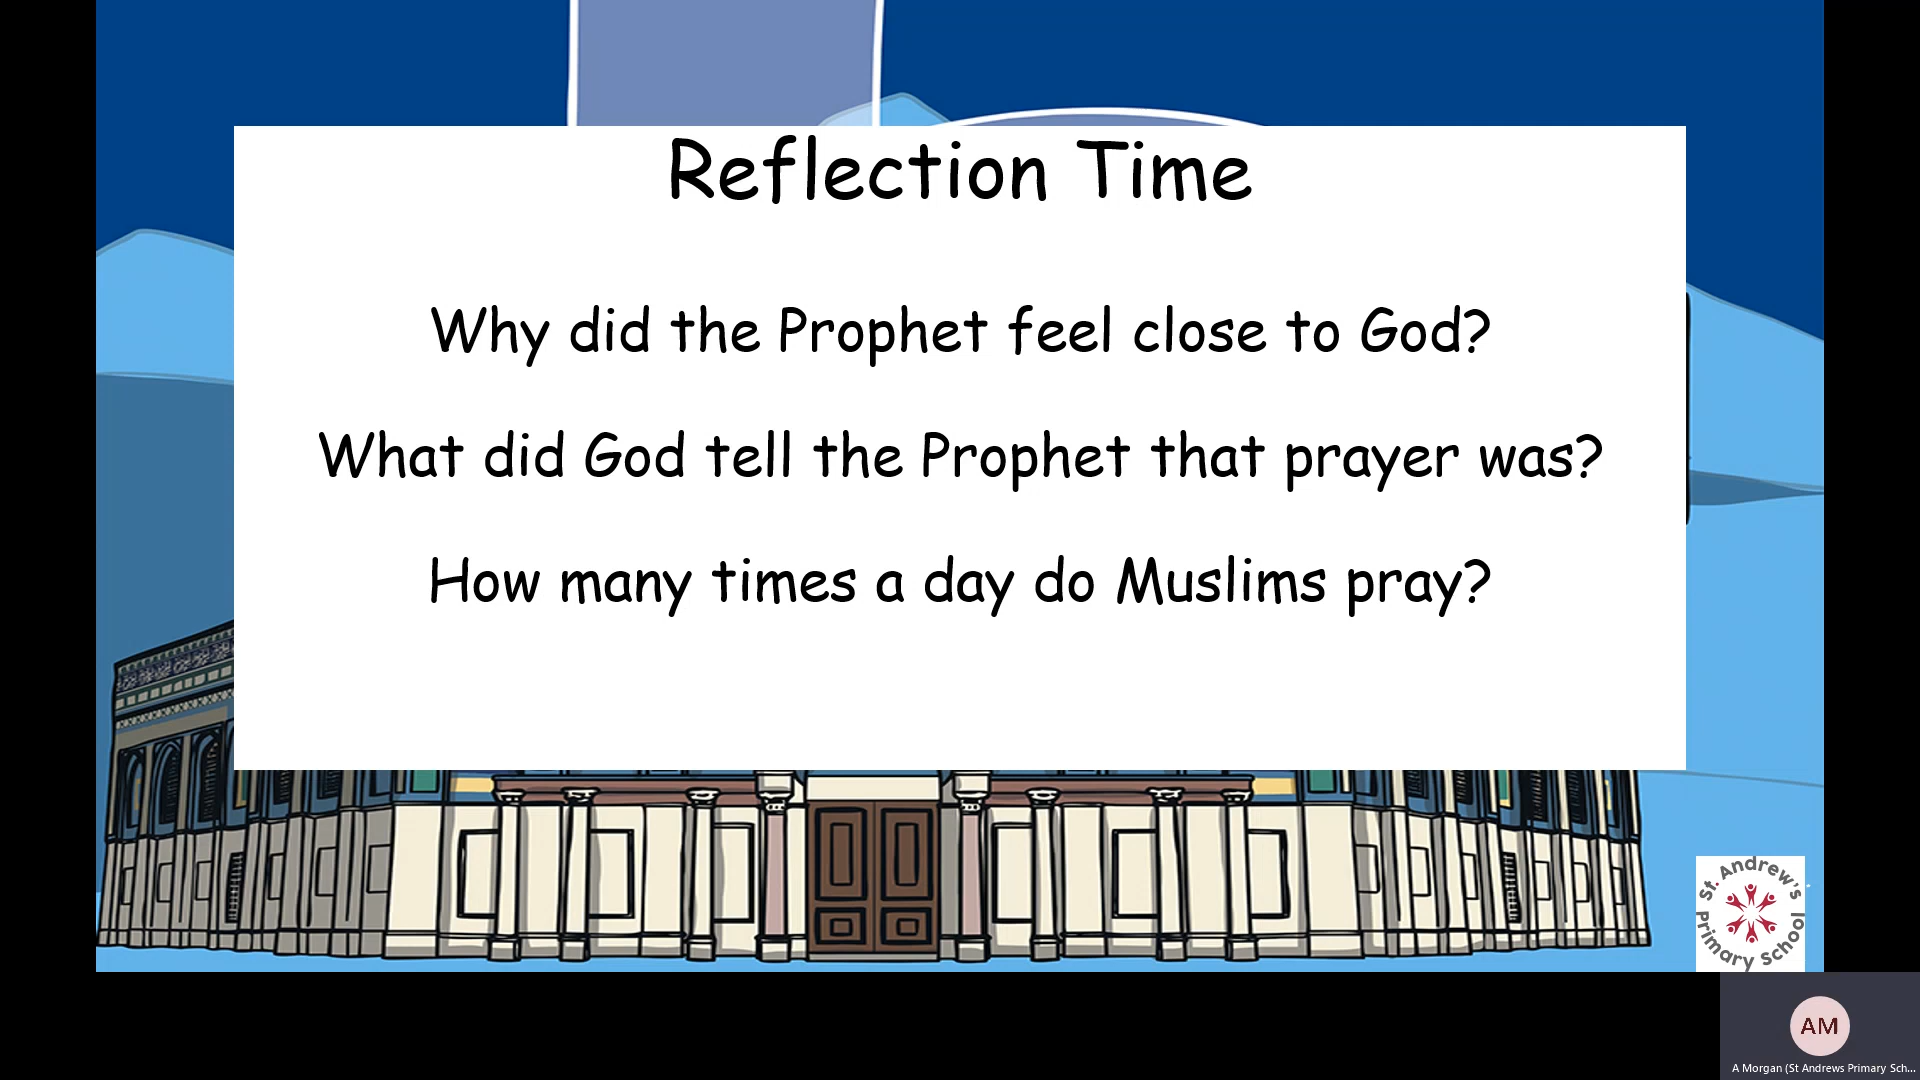 Reflection Time
Why did the Prophet feel close to God?
What did God tell the Prophet that prayer was?
How many times a day do Muslims pray?
St. Andrew's
Primary School
AM
A Morgan (St Andrews Primary Sch...